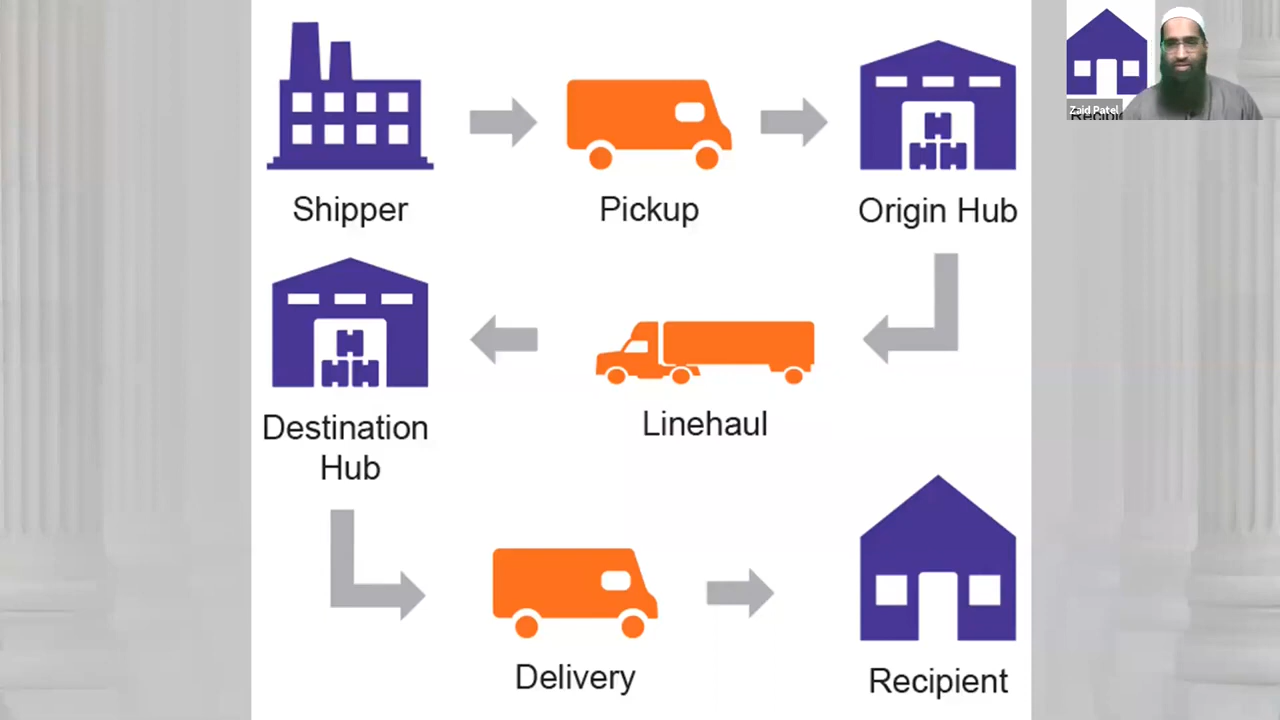 Shipper
Pickup
Origin Hub
Zaid Patel
Destination
Hub
Linehaul
Delivery
Recipient